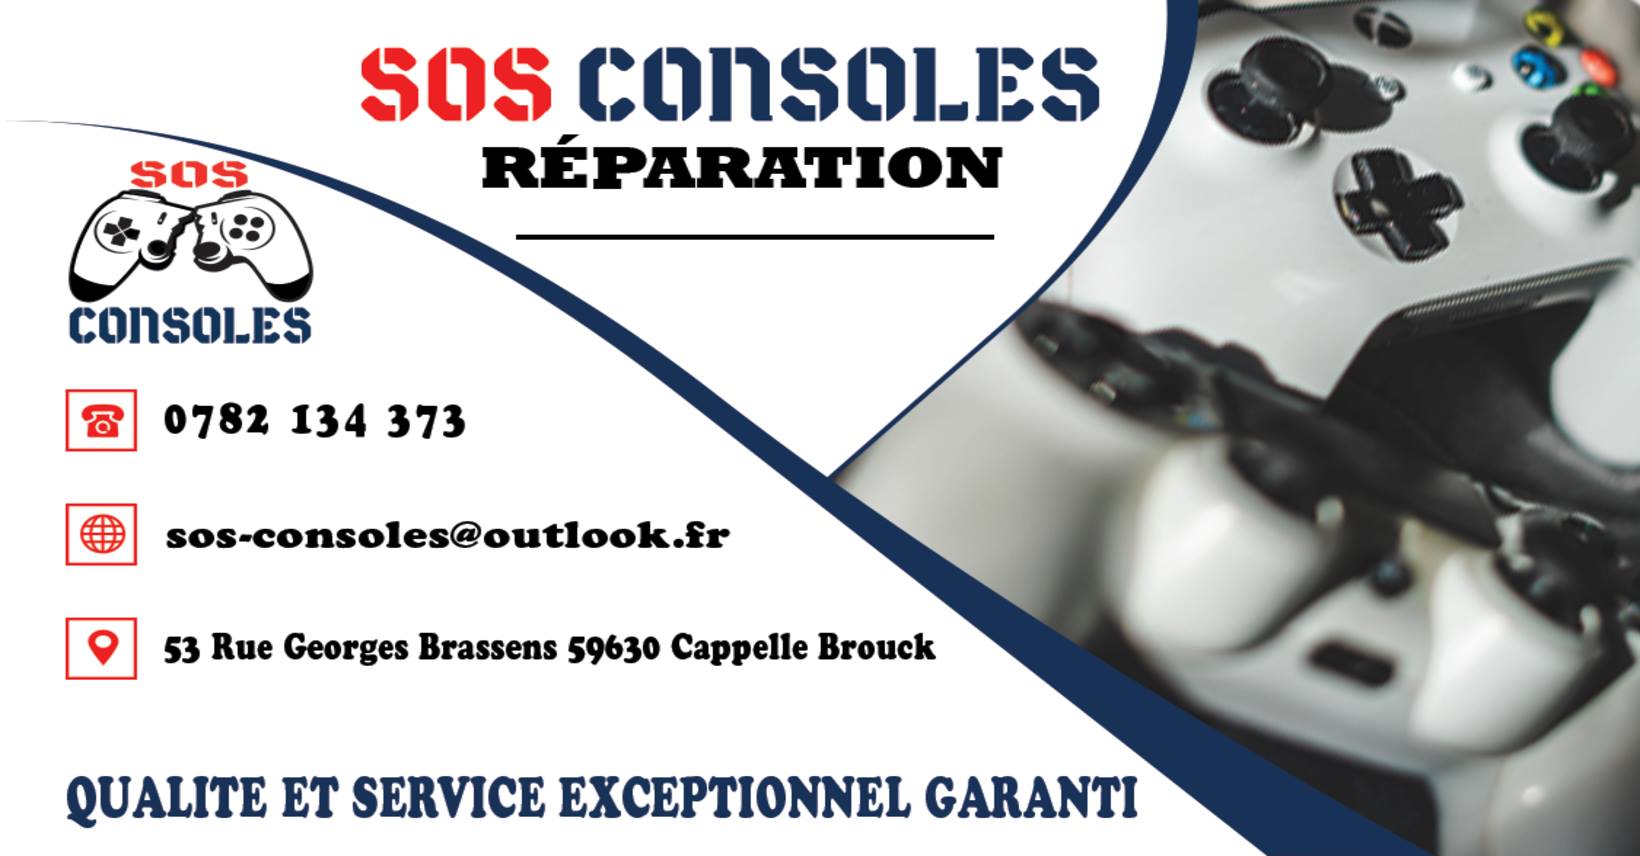 SOS CONSOLES
RÉPARATION
SOS
CONSOLES
0782 134 373
sos-consoles@outlook.fr
53 Rue Georges Brassens 59630 Cappelle Brouck
QUALITE ET SERVICE EXCEPTIONNEL GARANTI